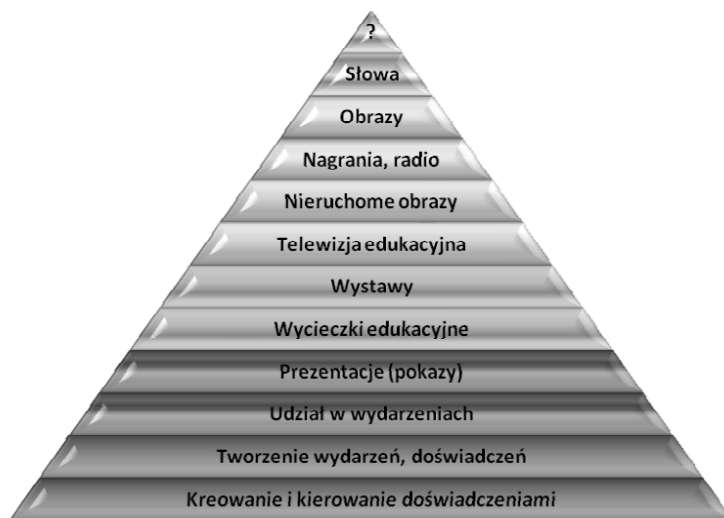 ?
Słowa
Obrazy
Nagrania, radio
Nieruchome obrazy
Telewizja edukacyjna
Wystawy
Wycieczki edukacyjne
Prezentacje (pokazy)
Udział w wydarzeniach
Tworzenie wydarzeń, doświadczeń
Kreowanie i kierowanie doświadczeniami